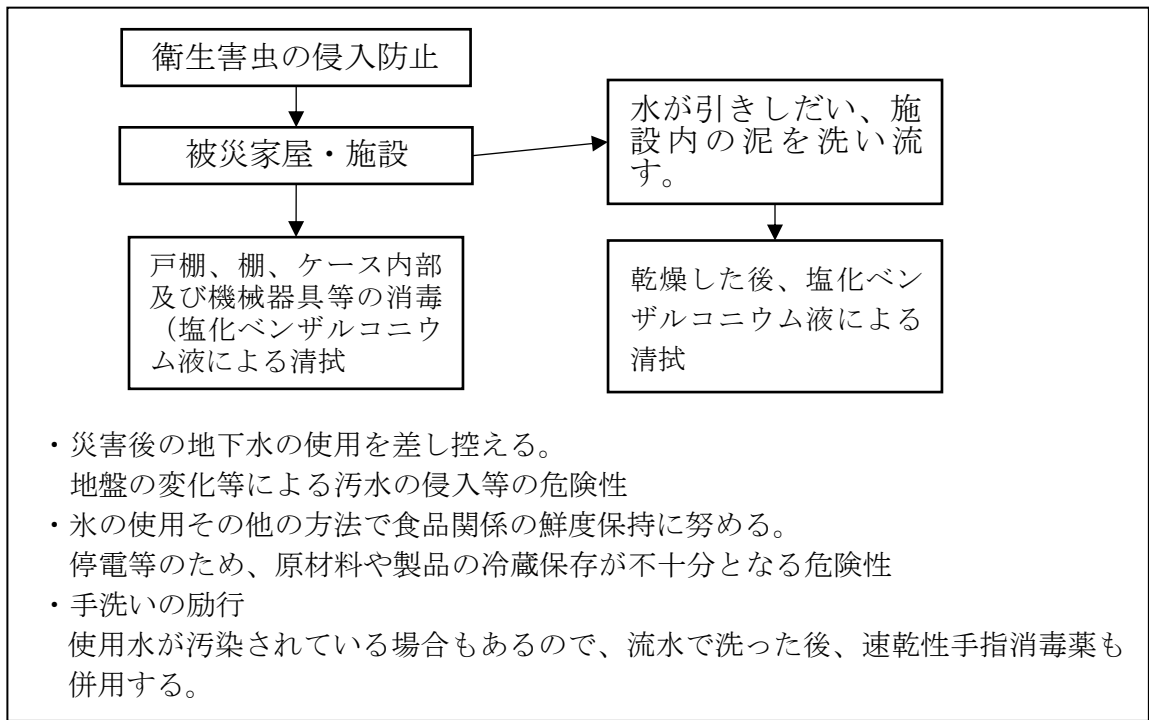 衛生害虫の侵入防止
被災家屋・施設
水が引きしだい、施
設内の泥を洗い流
す。
戸棚、棚、ケース内部
及び機械器具等の消毒
（塩化ベンザルコニウ
ム液による清拭
乾燥した後、塩化ベン
ザルコニウム液による
清拭
・災害後の地下水の使用を差し控える。
地盤の変化等による汚水の侵入等の危険性
・氷の使用その他の方法で食品関係の鮮度保持に努める。
停電等のため、原材料や製品の冷蔵保存が不十分となる危険性
・手洗いの励行
使用水が汚染されている場合もあるので、流水で洗った後、速乾性手指消毒薬も
併用する。